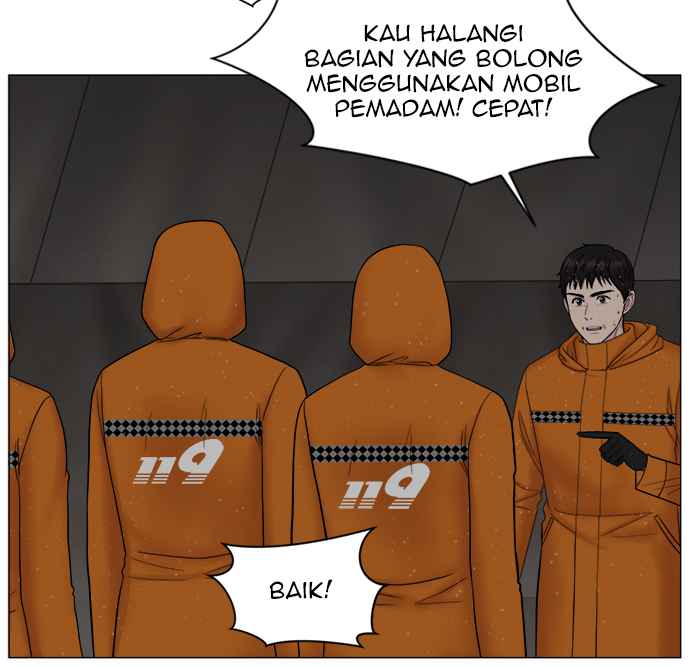 KAU HALANGI
BAGIAN YANG BOLONG
MENGGUNAKAN MOBIL
PEMADAM! CEPAT!
119
119
BAIK!